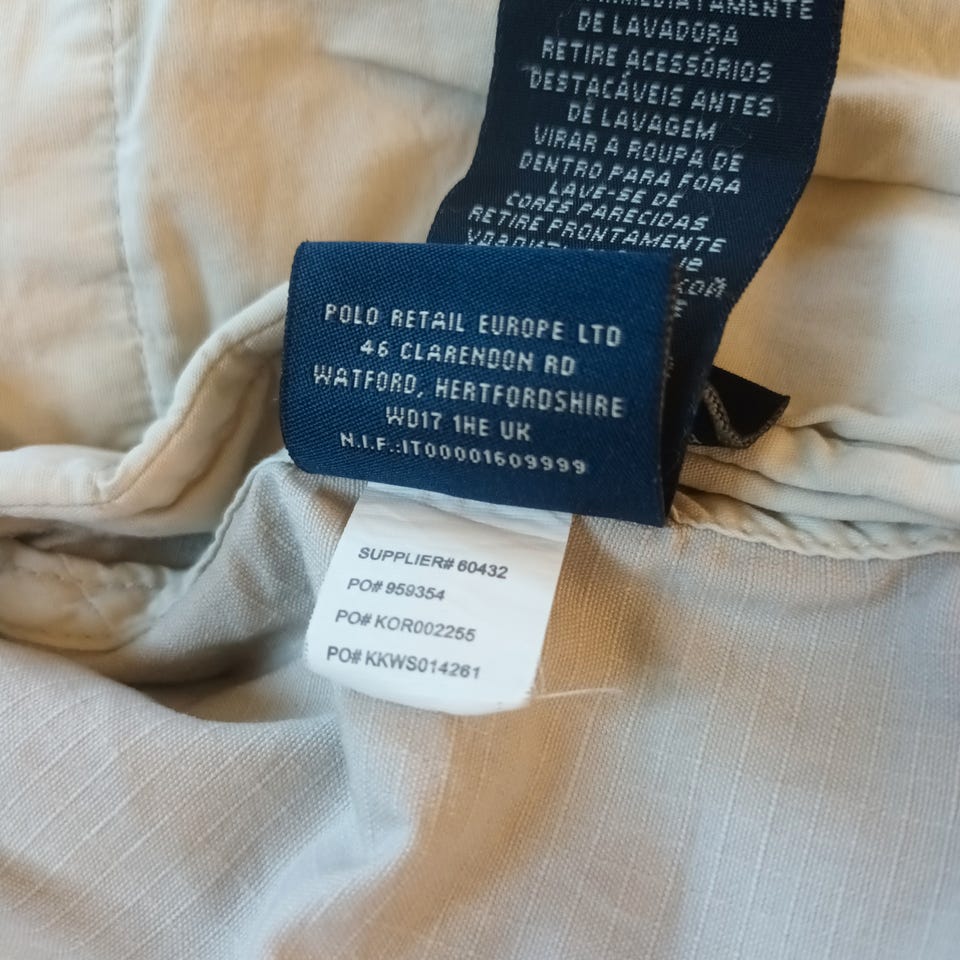 DE LAVADORA
RETIRE ACESSÓRIOS
DESTACÁVEIS ANTES
DE LAVAGEM
VIRAR A ROUPA DE
DENTRO PARA FORA
LAVE-SE DE
CORES PARECIDAS
RETIRE PRONTAMENTE
POLO RETAIL EUROPE LTD
46 CLARENDON RD
WATFORD, HERTFORDSHIRE
WD17 1HE UK
N.I.F.:IT00001609999
SUPPLIER# 60432
PO# 959354
PO# KOR002255
PO# KKWS014261